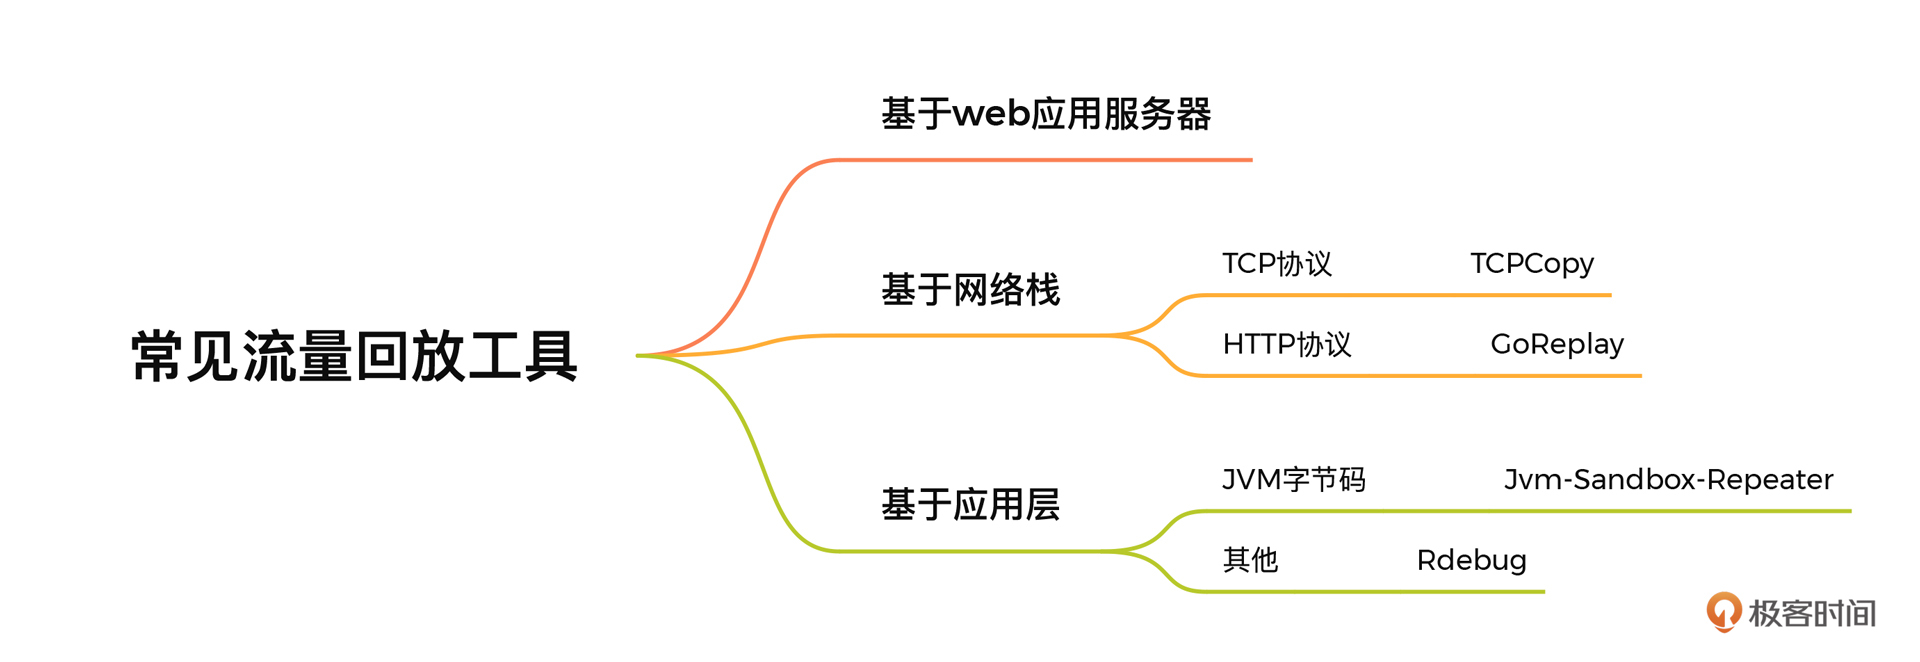 常见流量回放工具
基于web应用服务器
基于网络栈
TCP协议 TCPCopy
HTTP协议 GoReplay
基于应用层
JVM字节码 Jvm-Sandbox-Repeater
其他 Rdebug
极客时间